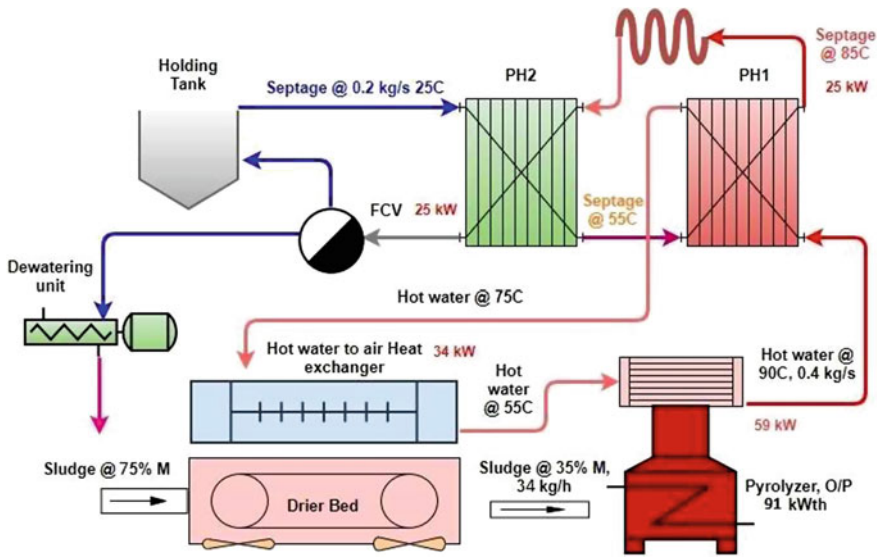 Holding
Tank
Septage @ 0.2 kg/s 25C
PH2
PH1
Septage
@ 85C
25 kW
FCV
25 kW
Septage
@ 55C
Dewatering
unit
Hot water @ 75C
Hot water to air Heat
exchanger
34 kW
Hot
water
@ 55C
Hot water @
90C, 0.4 kg/s
59 kW
Sludge @ 75% M
Drier Bed
Sludge @ 35% M,
34 kg/h
Pyrolyzer, O/P
91 kWth